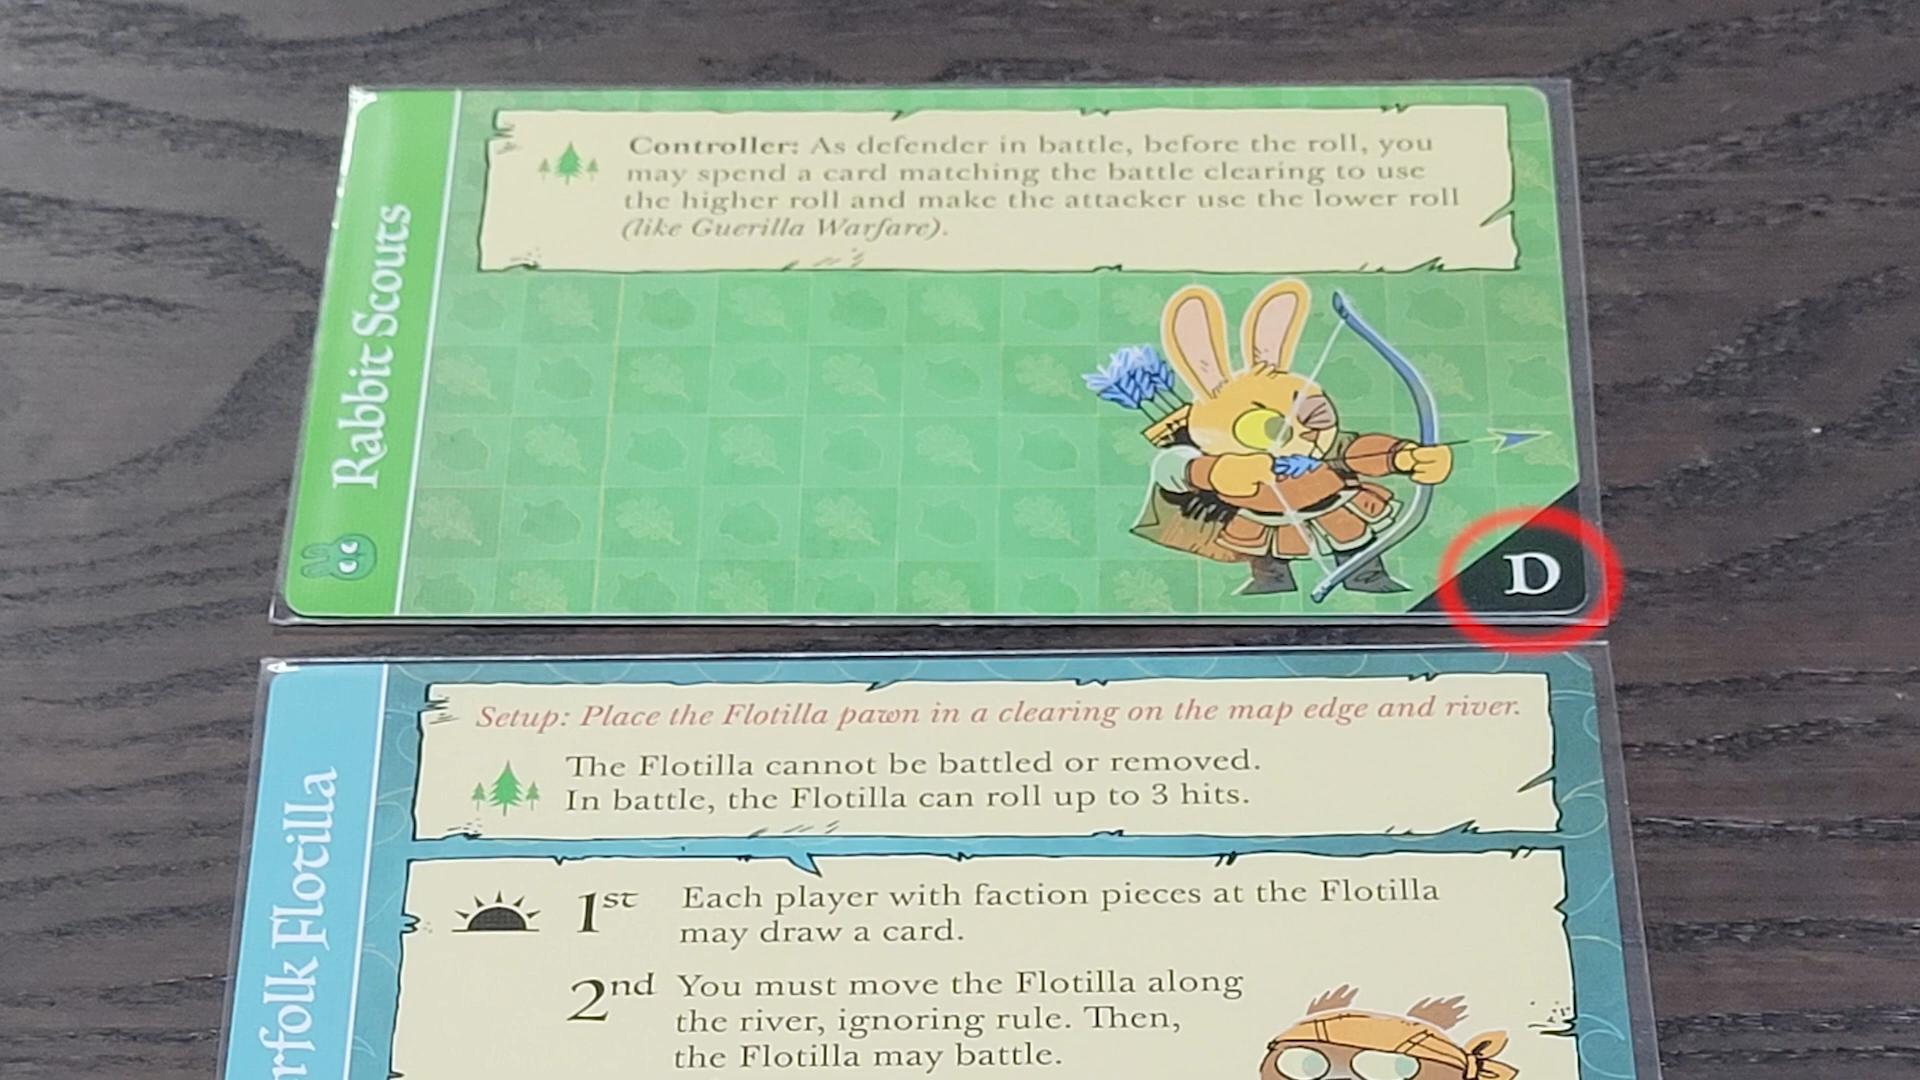 Rabbit Scouts
Controller: As defender in battle, before the roll, you
may spend a card matching the battle clearing to use
the higher roll and make the attacker use the lower roll
(like Guerilla Warfare).
D
rfolk Flotilla
Setup: Place the Flotilla pawn in a clearing on the map edge and river.
The Flotilla cannot be battled or removed.
In battle, the Flotilla can roll up to 3 hits.
1st Each player with faction pieces at the Flotilla
may draw a card.
2nd You must move the Flotilla along
the river, ignoring rule. Then,
the Flotilla may battle.